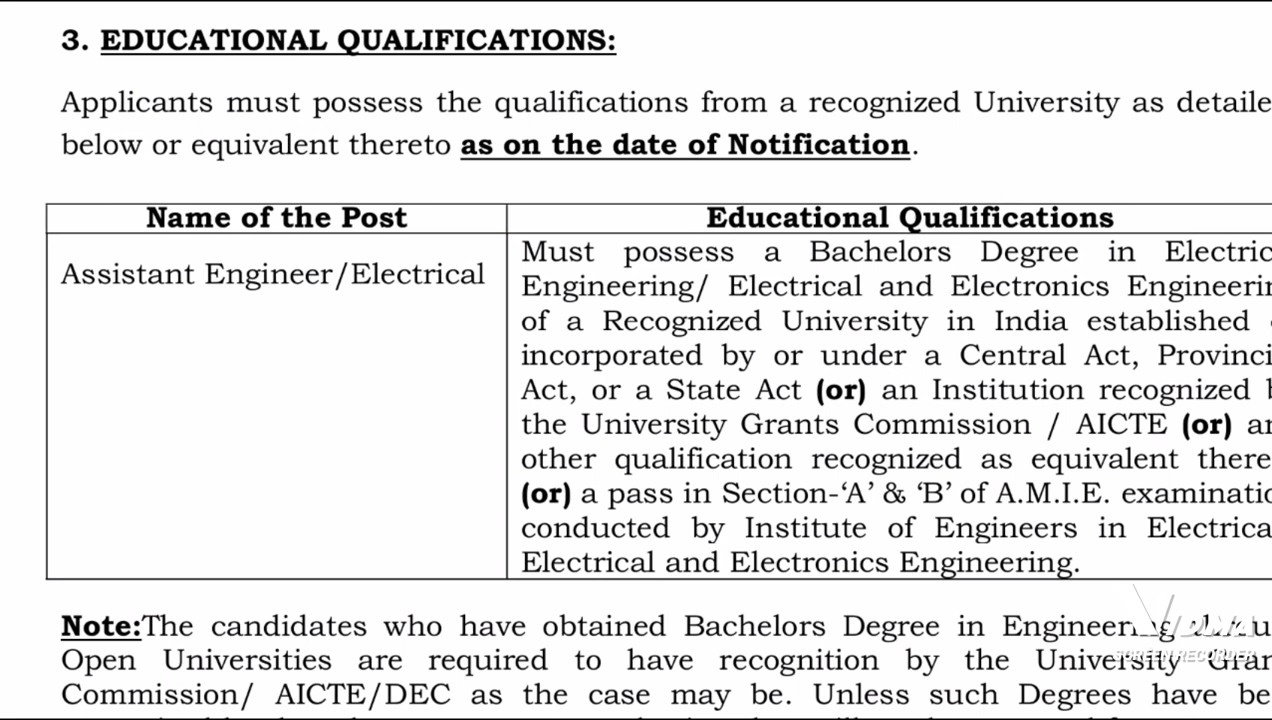 3. EDUCATIONAL QUALIFICATIONS:
Applicants must possess the qualifications from a recognized University as detaile
below or equivalent thereto as on the date of Notification.
Name of the Post
Educational Qualifications
Assistant Engineer/Electrical
Must possess a Bachelors Degree in Electric
Engineering/ Electrical and Electronics Engineerin
of a Recognized University in India established
incorporated by or under a Central Act, Provinci
Act, or a State Act (or) an Institution recognized
the University Grants Commission / AICTE (or) an
other qualification recognized as equivalent there
(or) a pass in Section-‘A’ & ‘B’ of A.M.I.E. examinatio
conducted by Institute of Engineers in Electrica
Electrical and Electronics Engineering.
Note:The candidates who have obtained Bachelors Degree in Engineering
Open Universities are required to have recognition by the University Gran
Commission/ AICTE/DEC as the case may be. Unless such Degrees have be
SCREEN RECORDER